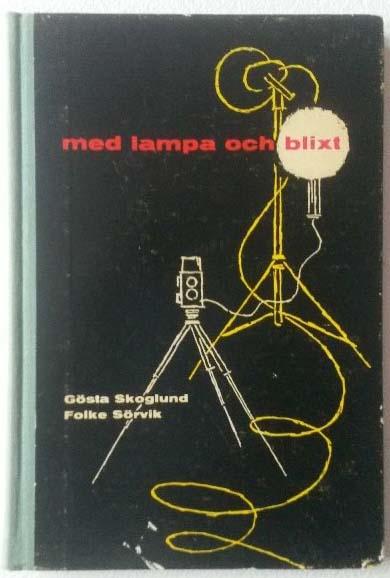 med lampa och blixt
Gösta Skoglund
Folke Sörvik